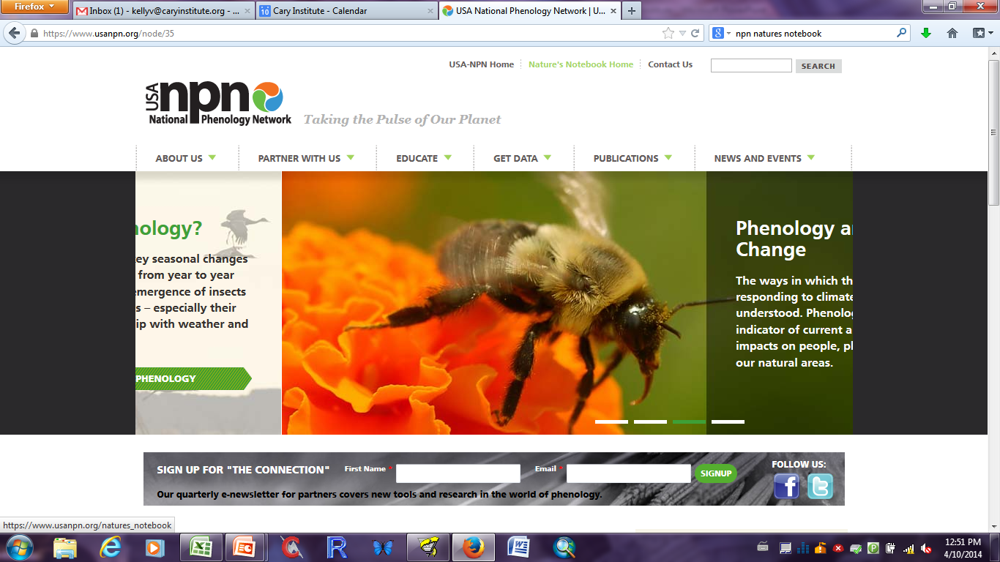 Firefox
Inbox (1) - kellyv@caryinstitute.org - ...
10 Cary Institute - Calendar
USA National Phenology Network | U...
https://www.usanpn.org/node/35
npn natures notebook
USA-NPN Home
Nature's Notebook Home
Contact Us
SEARCH
USA npn
National Phenology Network
Taking the Pulse of Our Planet
ABOUT US
PARTNER WITH US
EDUCATE
GET DATA
PUBLICATIONS
NEWS AND EVENTS
nology?
ey seasonal changes
from year to year
mergence of insects
s – especially their
ip with weather and
PHENOLOGY
Phenology a
Change
The ways in which th
responding to climate
understood. Phenolog
indicator of current a
impacts on people, pl
our natural areas.
SIGN UP FOR "THE CONNECTION"
First Name *
Email *
SIGNUP
FOLLOW US:
Our quarterly e-newsletter for partners covers new tools and research in the world of phenology.
https://www.usanpn.org/natures_notebook
12:51 PM
4/10/2014